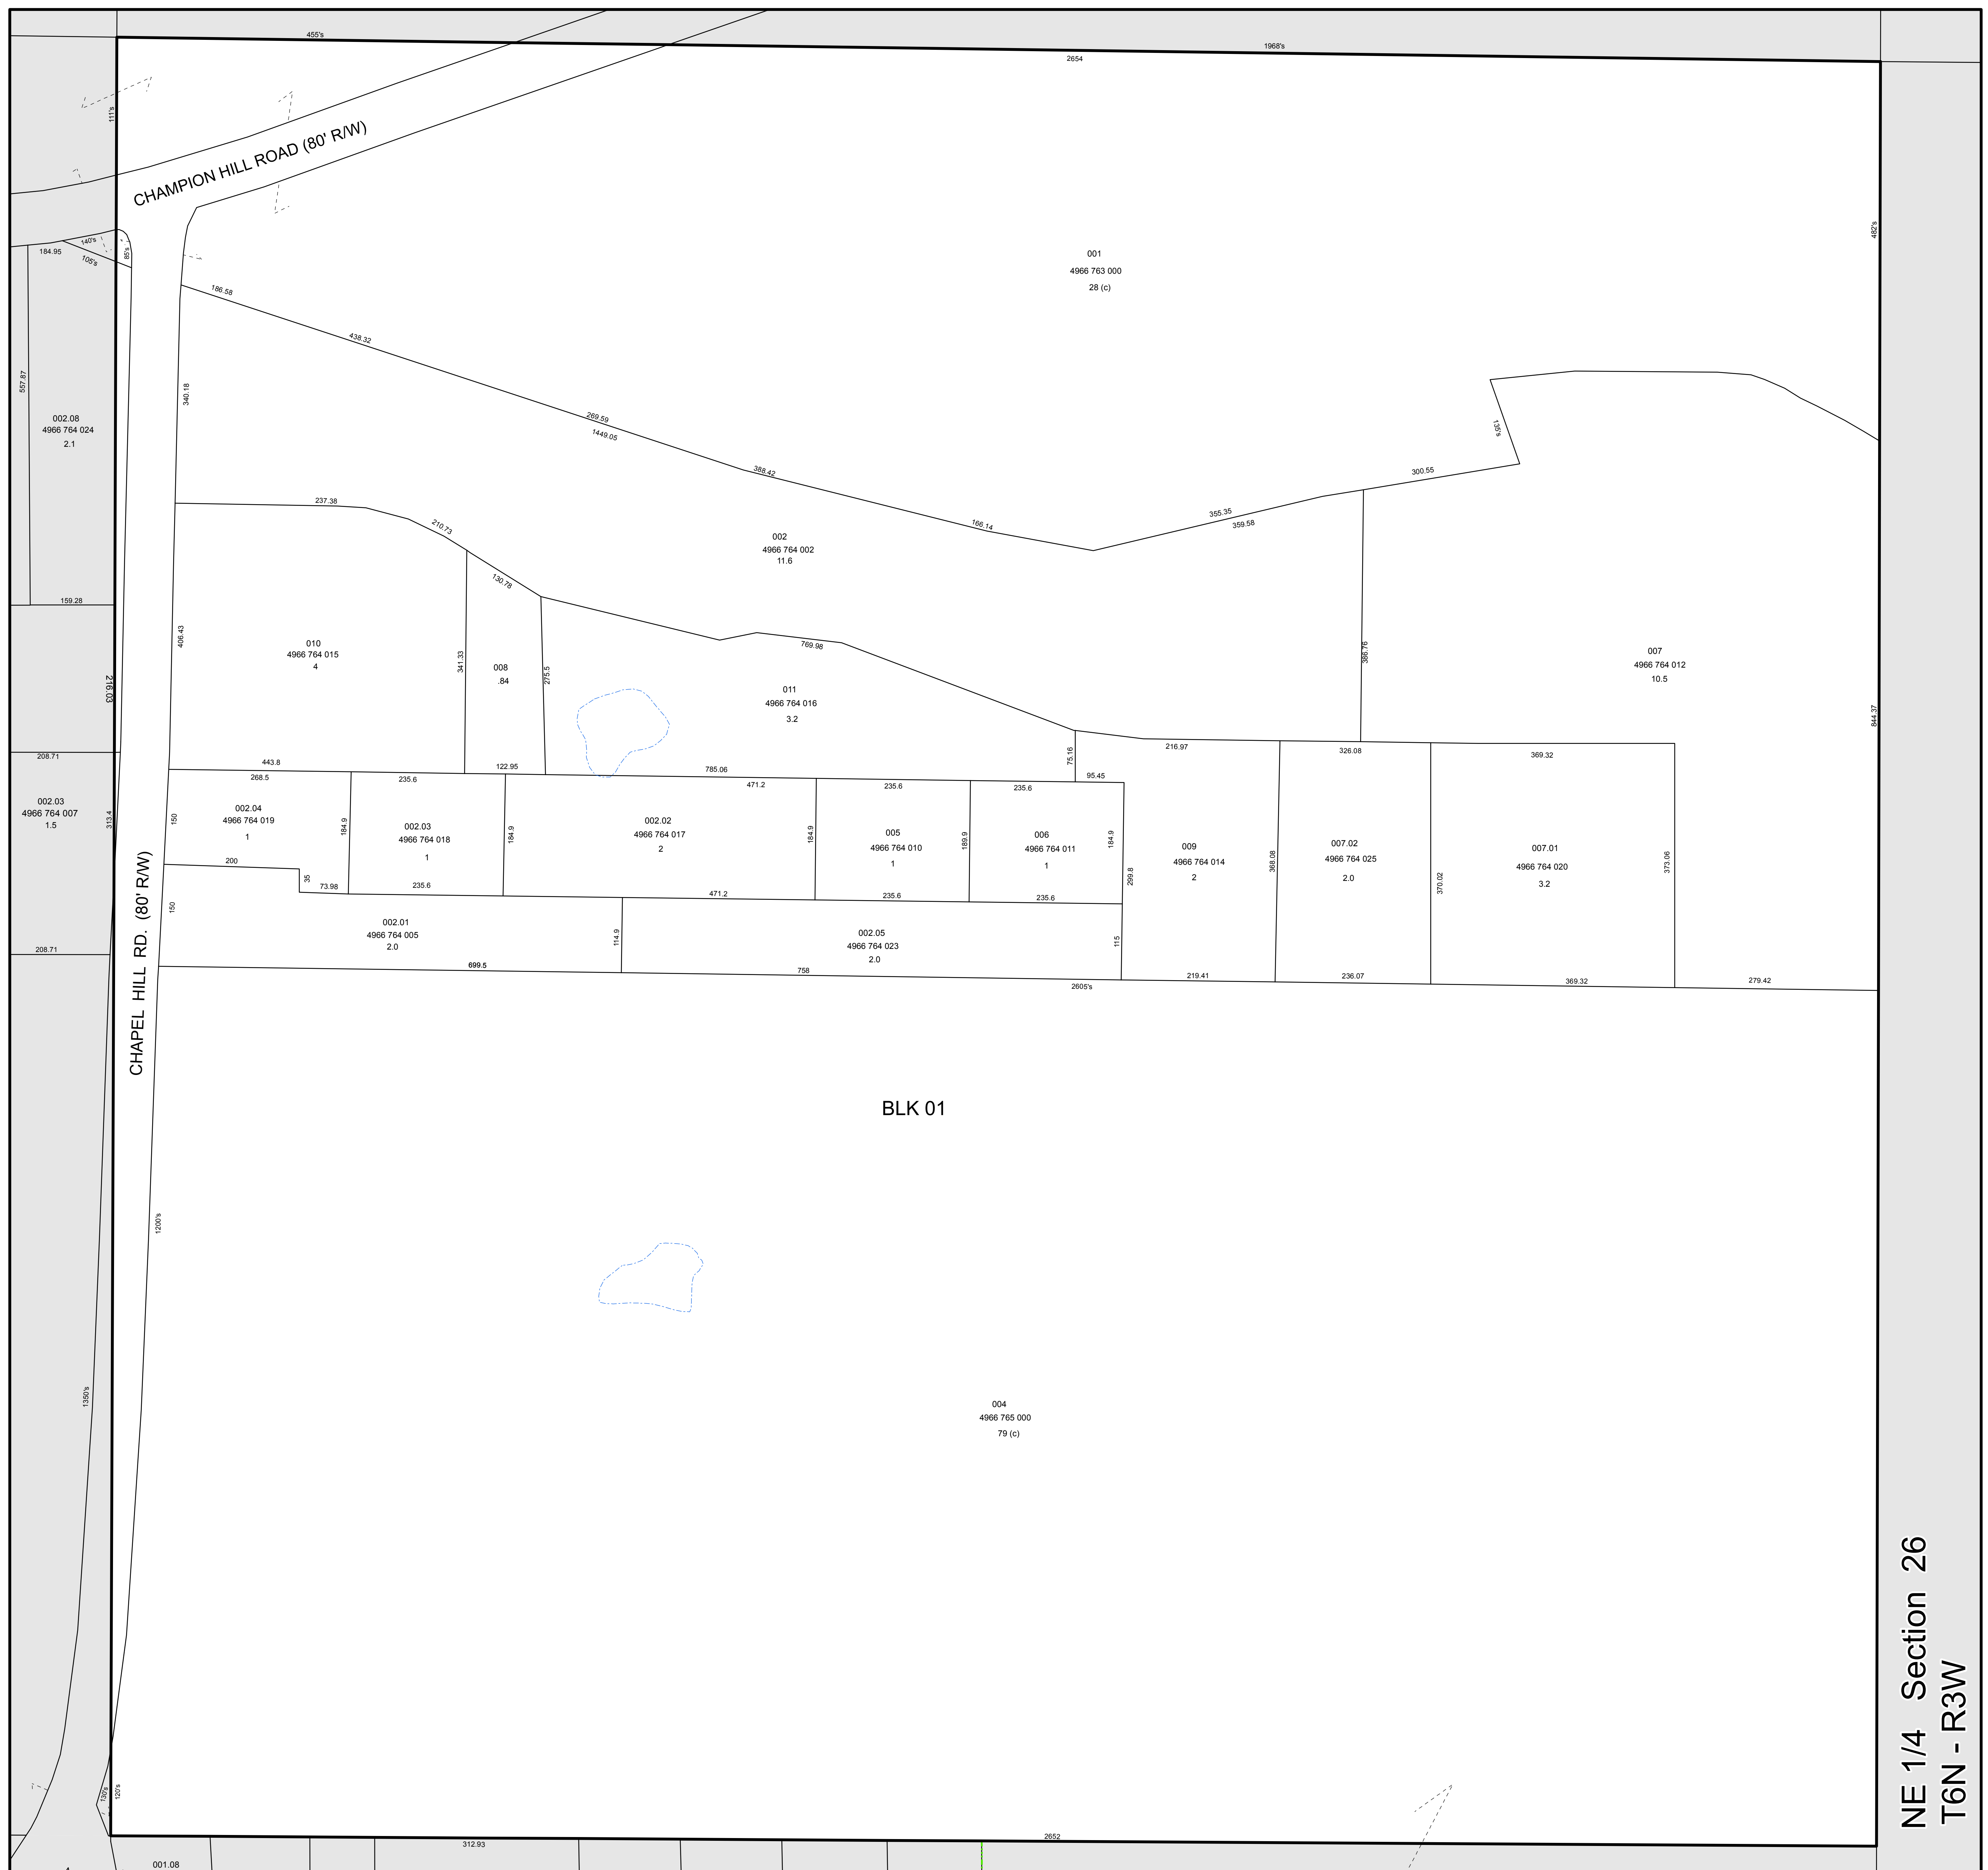 455's
1968's
2654
111's
CHAMPION HILL ROAD (80' R/W)
482's
140's
85's
184.95
105's
001
4966 763 000
28 (c)
186.58
438.32
340.18
557.87
269.59
1449.05
135's
002.08
4966 764 024
2.1
388.42
300.55
237.38
210.73
166.14
355.35
359.58
002
4966 764 002
11.6
130.78
159.28
406.43
010
4966 764 015
4
341.33
008
.84
275.5
769.98
386.76
007
4966 764 012
10.5
216.03
011
4966 764 016
3.2
844.37
208.71
443.8
122.95
785.06
75.16
95.45
216.97
326.08
369.32
268.5
235.6
471.2
235.6
235.6
002.03
4966 764 007
1.5
313.4
150
002.04
4966 764 019
1
184.9
002.03
4966 764 018
1
184.9
002.02
4966 764 017
2
184.9
005
4966 764 010
1
189.9
006
4966 764 011
1
184.9
299.8
009
4966 764 014
2
368.08
007.02
4966 764 025
2.0
370.02
007.01
4966 764 020
3.2
373.06
200
35
73.98
235.6
471.2
235.6
235.6
150
002.01
4966 764 005
2.0
114.9
002.05
4966 764 023
2.0
115
208.71
699.5
758
219.41
236.07
369.32
279.42
2605's
CHAPEL HILL RD. (80' R/W)
BLK 01
1200's
1350's
004
4966 765 000
79 (c)
130's
120's
312.93
2652
001.08
NE 1/4 Section 26
T6N - R3W